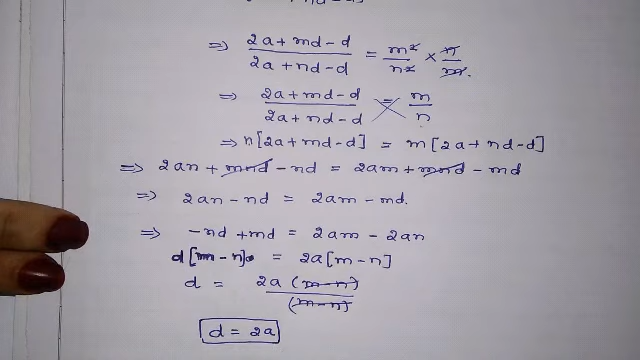 ⇒ (2a + md - d)/(2a + nd - d) = m²/n² × n/m
⇒ (2a + md - d)/(2a + nd - d) = m/n
⇒ n[2a + md - d] = m[2a + nd - d]
⇒ 2an + mnd - nd = 2am + mnd - md
⇒ 2an - nd = 2am - md.
⇒ -nd + md = 2am - 2an
d[m - n] = 2a[m - n]
d = 2a (m - n)/(m - n)
d = 2a